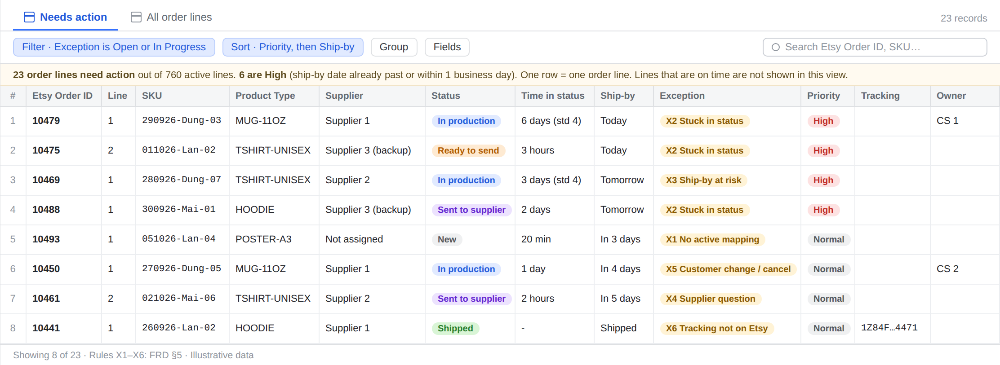 Needs action All order lines 23 records
Filter · Exception is Open or In Progress Sort · Priority, then Ship-by Group Fields Search Etsy Order ID, SKU…
23 order lines need action out of 760 active lines. 6 are High (ship-by date already past or within 1 business day). One row = one order line. Lines that are on time are not shown in this view.
# Etsy Order ID Line SKU Product Type Supplier Status Time in status Ship-by Exception Priority Tracking Owner
1 10479 1 290926-Dung-03 MUG-11OZ Supplier 1 In production 6 days (std 4) Today X2 Stuck in status High CS 1
2 10475 2 011026-Lan-02 TSHIRT-UNISEX Supplier 3 (backup) Ready to send 3 hours Today X2 Stuck in status High
3 10469 1 280926-Dung-07 TSHIRT-UNISEX Supplier 2 In production 3 days (std 4) Tomorrow X3 Ship-by at risk High
4 10488 1 300926-Mai-01 HOODIE Supplier 3 (backup) Sent to supplier 2 days Tomorrow X2 Stuck in status High
5 10493 1 051026-Lan-04 POSTER-A3 Not assigned New 20 min In 3 days X1 No active mapping Normal
6 10450 1 270926-Dung-05 MUG-11OZ Supplier 1 In production 1 day In 4 days X5 Customer change / cancel Normal CS 2
7 10461 2 021026-Mai-06 TSHIRT-UNISEX Supplier 2 Sent to supplier 2 hours In 5 days X4 Supplier question Normal
8 10441 1 260926-Lan-02 HOODIE Supplier 1 Shipped - Shipped X6 Tracking not on Etsy Normal 1Z84F…4471
Showing 8 of 23 · Rules X1–X6: FRD §5 · Illustrative data